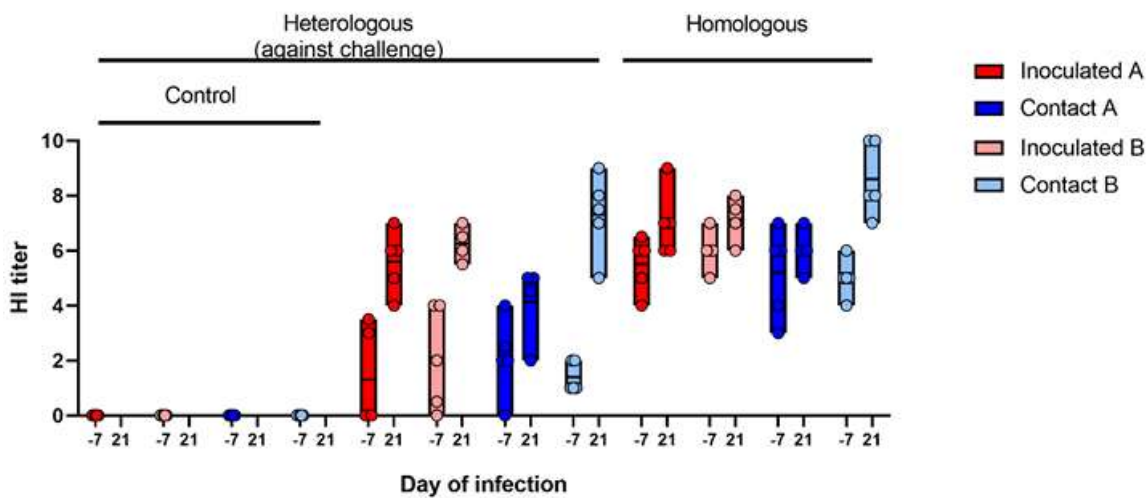 Heterologous
(against challenge)
Homologous
Control
Inoculated A
Contact A
Inoculated B
Contact B
HI titer
10
8
6
4
2
0
-7 21 -7 21 -7 21 -7 21 -7 21 -7 21 -7 21 -7 21 -7 21 -7 21 -7 21 -7 21
Day of infection